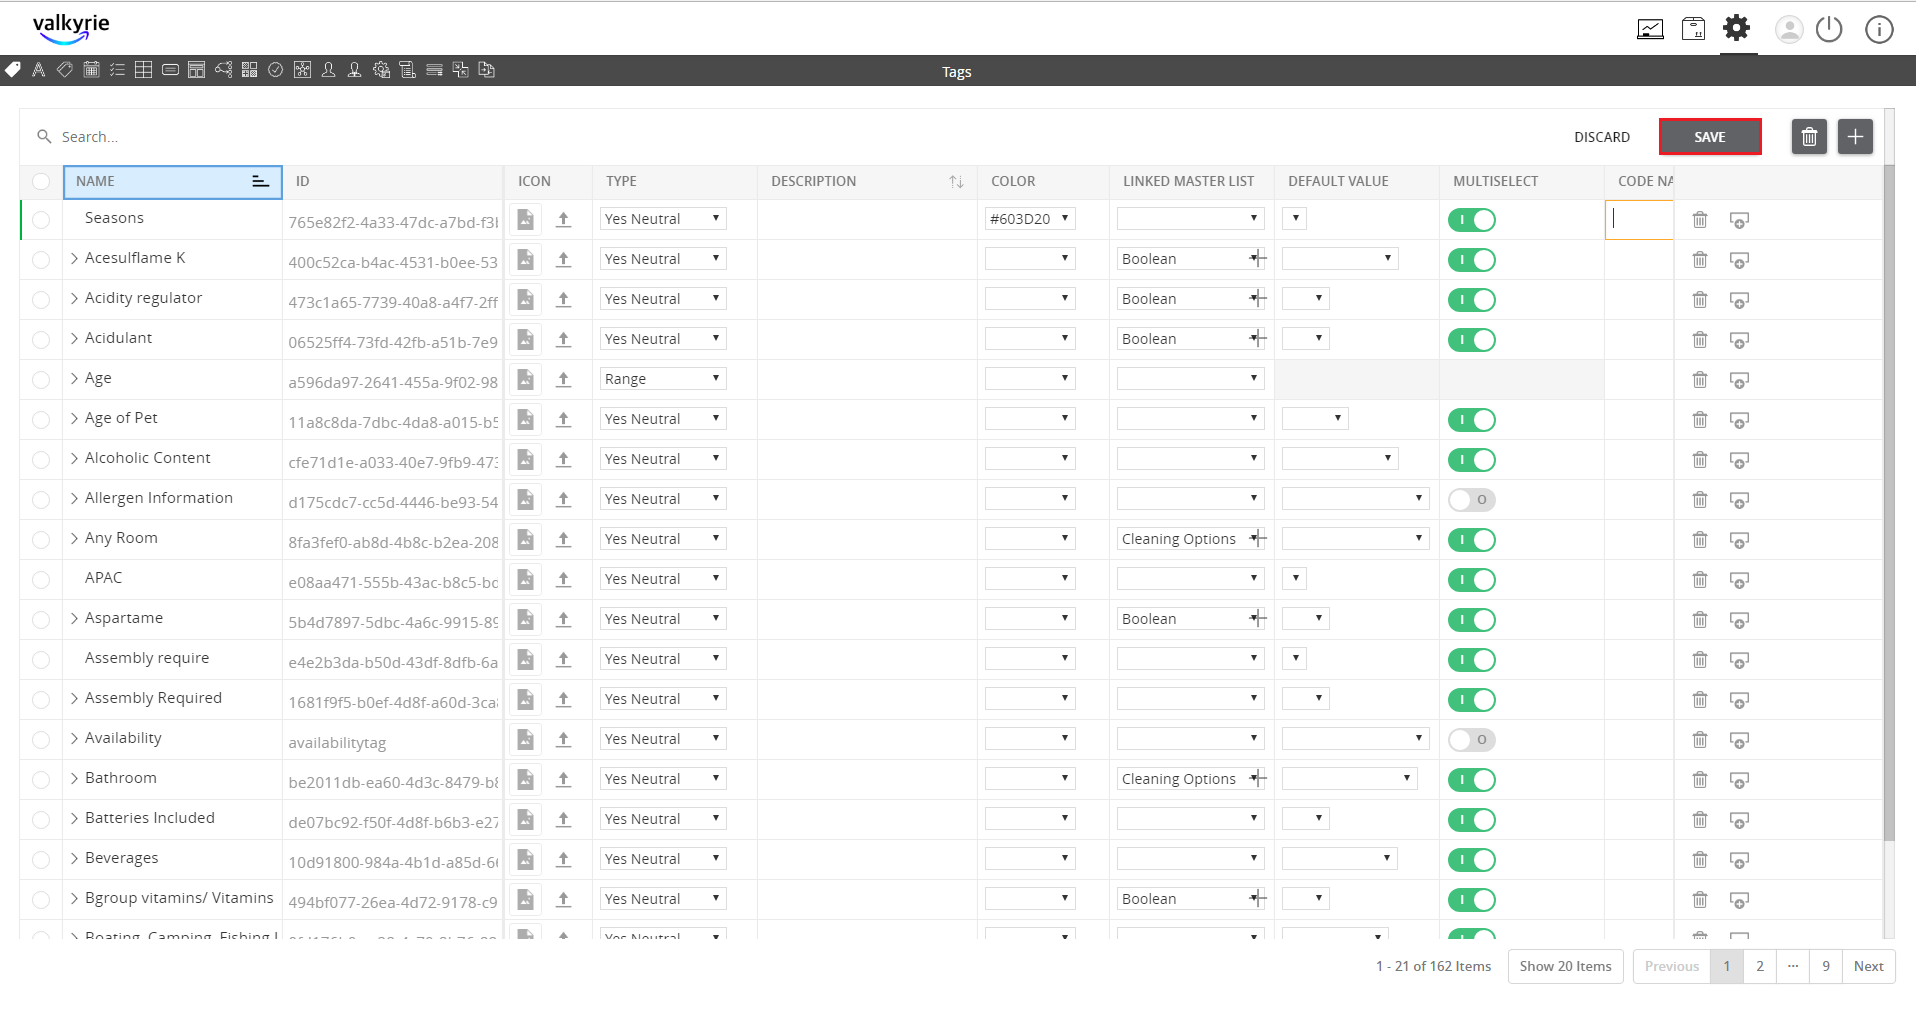 valkyrie
Tags
Search...
DISCARD SAVE
NAME ID ICON TYPE DESCRIPTION COLOR LINKED MASTER LIST DEFAULT VALUE MULTISELECT CODE NA
Seasons 765e82f2-4a33-47dc-a7bd-f3 Yes Neutral #603D20
Acesulflame K 400c52ca-b4ac-4531-b0ee-53 Yes Neutral Boolean
Acidity regulator 473c1a65-7739-40a8-a4f7-2ff Yes Neutral Boolean
Acidulant 06525ff4-73fd-42fb-a51b-7e9 Yes Neutral Boolean
Age a596da97-2641-455a-9f02-98 Range
Age of Pet 11a8c8da-7dbc-4da8-a015-b5 Yes Neutral
Alcoholic Content cfe71d1e-a033-40e7-9fb9-473 Yes Neutral
Allergen Information d175cdc7-cc5d-4446-be93-54 Yes Neutral
Any Room 8fa3fef0-ab8d-4b8c-b2ea-208 Yes Neutral Cleaning Options
APAC e08aa471-555b-43ac-b8c5-bc Yes Neutral
Aspartame 5b4d7897-5dbc-4a6c-9915-89 Yes Neutral Boolean
Assembly require e4e2b3da-b50d-43df-8dfb-6a Yes Neutral
Assembly Required 1681f9f5-b0ef-4d8f-a60d-3ca Yes Neutral
Availability availabilitytag Yes Neutral
Bathroom be2011db-ea60-4d3c-8479-b8 Yes Neutral Cleaning Options
Batteries Included de07bc92-f50f-4d8f-b6b3-e27 Yes Neutral
Beverages 10d91800-984a-4b1d-a85d-66 Yes Neutral
Bgroup vitamins/ Vitamins 494bf077-26ea-4d72-9178-c9 Yes Neutral Boolean
Boating, Camping, Fishing Yes Neutral
1 - 21 of 162 Items Show 20 Items Previous 1 2 ... 9 Next